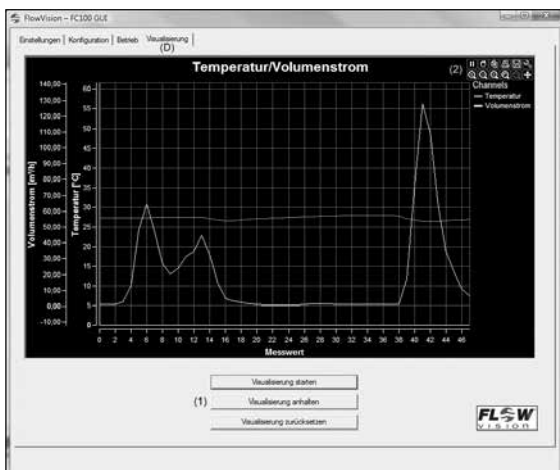 FlowVision – FC100 GUI
Einstellungen Konfiguration Betrieb Visualisierung
(D)
Temperatur/Volumenstrom
(2)
Channels
Temperatur
Volumenstrom
Volumenstrom [m³/h]
140,00
130,00
120,00
110,00
100,00
90,00
80,00
70,00
60,00
50,00
40,00
30,00
20,00
10,00
0,00
-10,00
Temperatur [°C]
60
55
50
45
40
35
30
25
20
15
10
5
0
0 2 4 6 8 10 12 14 16 18 20 22 24 26 28 30 32 34 36 38 40 42 44 46
Messwert
Visualisierung starten
(1) Visualisierung anhalten
Visualisierung zurücksetzen
FLOW
VISION